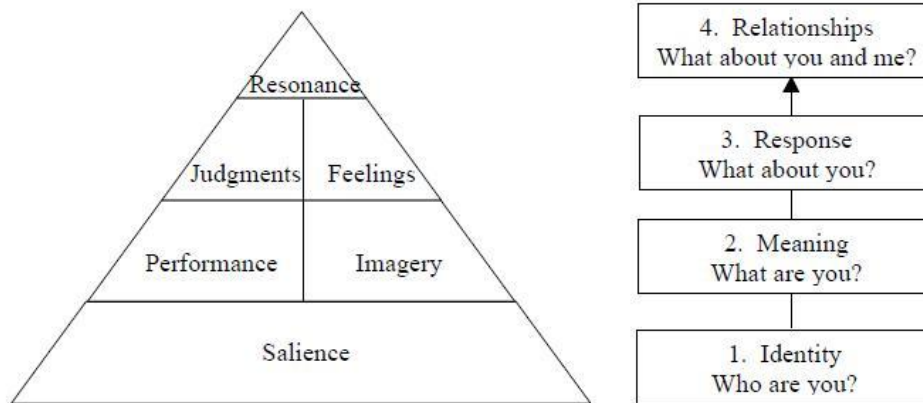 Resonance
Judgments
Feelings
Performance
Imagery
Salience
4. Relationships
What about you and me?
3. Response
What about you?
2. Meaning
What are you?
1. Identity
Who are you?